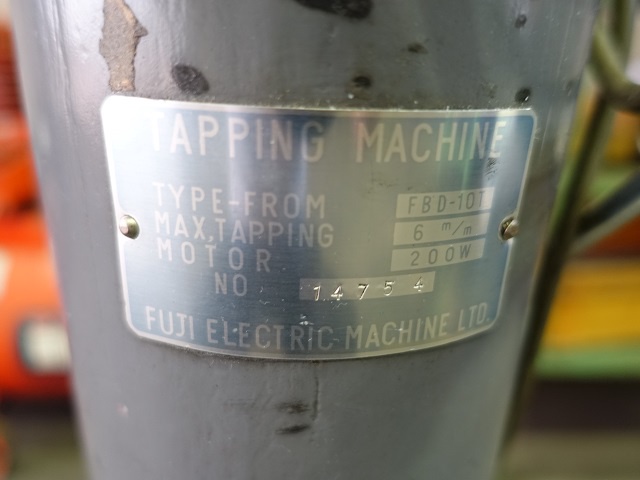 TAPPING MACHINE
TYPE-FROM FBD-10T
MAX, TAPPING 6 m/m
MOTOR 200W
NO 14754
FUJI ELECTRIC MACHINE LTD.